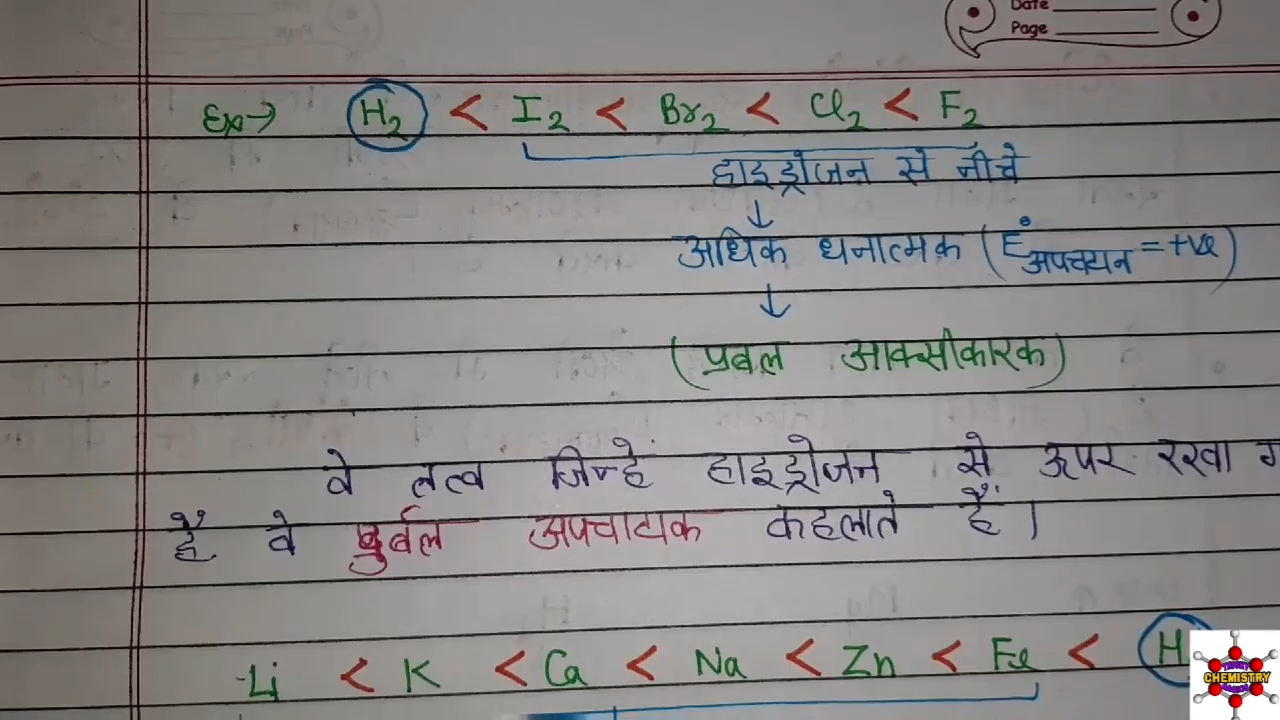 Date
Page
Ex→ H₂ < I₂ < Br₂ < Cl₂ < F₂
हाइड्रोजन से नीचे
↓
अधिक धनात्मक (E° अपचयन = +ve)
↓
(प्रबल आक्सीकारक)
वे तत्व जिन्हें हाइड्रोजन से ऊपर रखा
हैं वे दुर्बल अपचायक कहलाते हैं।
Li < K < Ca < Na < Zn < Fe < H
CHEMISTRY